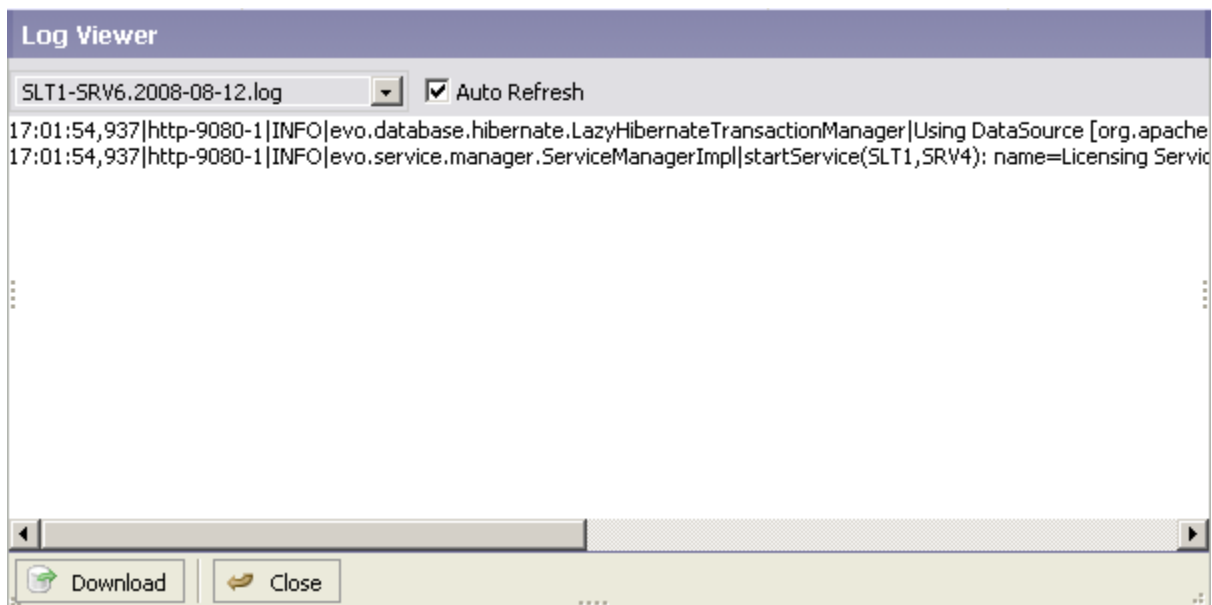 Log Viewer
SLT1-SRV6.2008-08-12.log Auto Refresh
17:01:54,937|http-9080-1|INFO|evo.database.hibernate.LazyHibernateTransactionManager|Using DataSource [org.apache
17:01:54,937|http-9080-1|INFO|evo.service.manager.ServiceManagerImpl|startService(SLT1,SRV4): name=Licensing Servic
Download Close